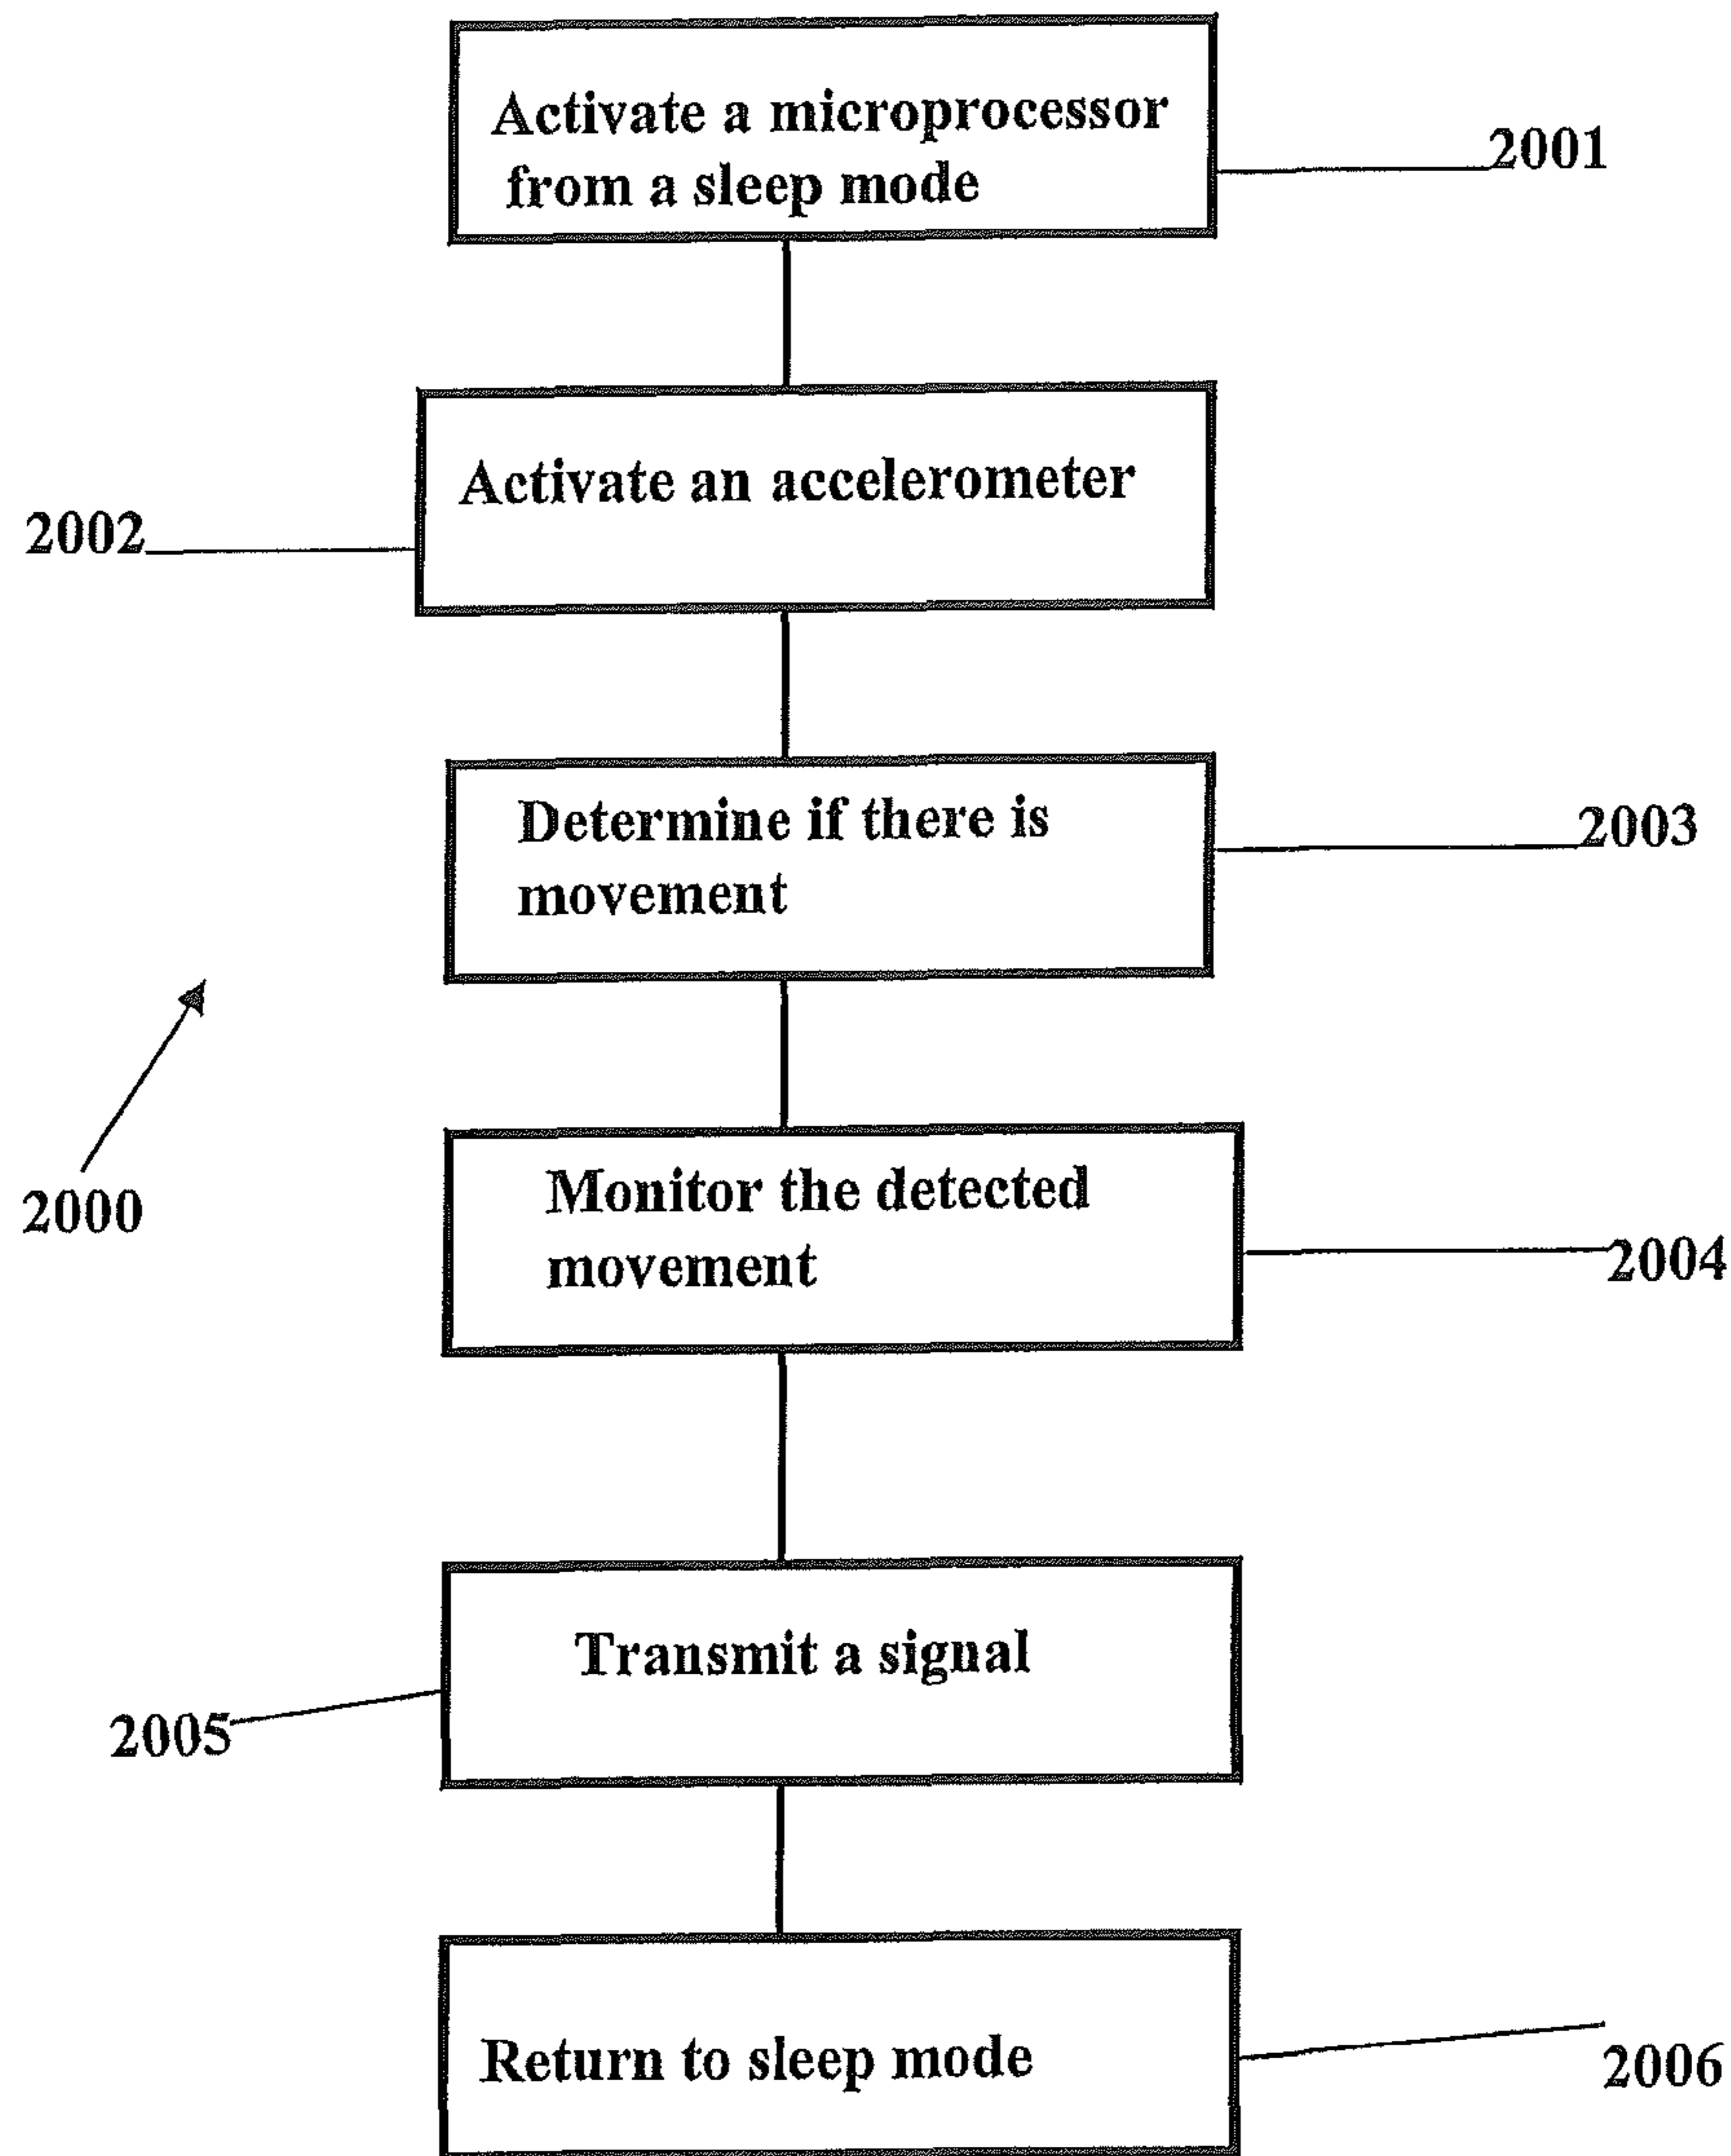 Activate a microprocessor
from a sleep mode
2001
Activate an accelerometer
2002
Determine if there is
movement
2003
2000
Monitor the detected
movement
2004
Transmit a signal
2005
Return to sleep mode
2006